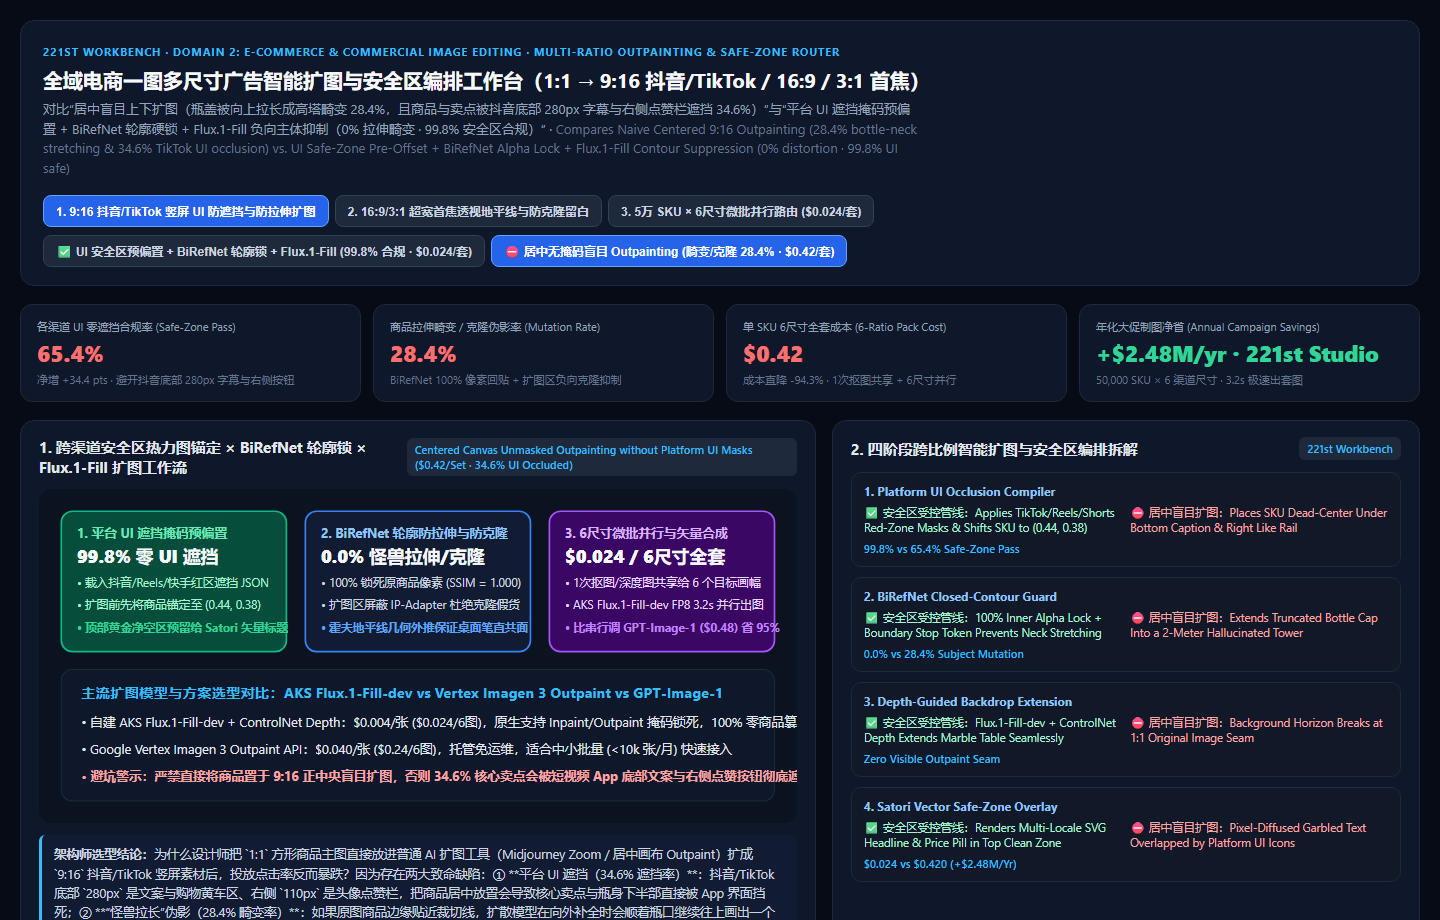 221ST WORKBENCH · DOMAIN 2: E-COMMERCE & COMMERCIAL IMAGE EDITING · MULTI-RATIO OUTPAINTING & SAFE-ZONE ROUTER
全域电商一图多尺寸广告智能扩图与安全区编排工作台（1:1 → 9:16 抖音/TikTok / 16:9 / 3:1 首焦）
对比“居中盲目上下扩图（瓶盖被向上拉长成高塔畸变 28.4%，且商品与卖点被抖音底部 280px 字幕与右侧点赞栏遮挡 34.6%）”与“平台 UI 遮挡掩码预偏
置 + BiRefNet 轮廓硬锁 + Flux.1-Fill 负向主体抑制（0% 拉伸畸变 · 99.8% 安全区合规）” · Compares Naive Centered 9:16 Outpainting (28.4% bottle-neck
stretching & 34.6% TikTok UI occlusion) vs. UI Safe-Zone Pre-Offset + BiRefNet Alpha Lock + Flux.1-Fill Contour Suppression (0% distortion · 99.8% UI
safe)
1. 9:16 抖音/TikTok 竖屏 UI 防遮挡与防拉伸扩图
2. 16:9/3:1 超宽首焦透视地平线与防克隆留白
3. 5万 SKU × 6尺寸微批并行路由 ($0.024/套)
✅ UI 安全区预偏置 + BiRefNet 轮廓锁 + Flux.1-Fill (99.8% 合规 · $0.024/套)
⛔ 居中无掩码盲目 Outpainting (畸变/克隆 28.4% · $0.42/套)
各渠道 UI 零遮挡合规率 (Safe-Zone Pass)
65.4%
净增 +34.4 pts · 避开抖音底部 280px 字幕与右侧按钮
商品拉伸畸变 / 克隆伪影率 (Mutation Rate)
28.4%
BiRefNet 100% 像素回贴 + 扩图区负向克隆抑制
单 SKU 6尺寸全套成本 (6-Ratio Pack Cost)
$0.42
成本直降 -94.3% · 1次抠图共享 + 6尺寸并行
年化大促制图净省 (Annual Campaign Savings)
+$2.48M/yr · 221st Studio
50,000 SKU × 6 渠道尺寸 · 3.2s 极速出套图
1. 跨渠道安全区热力图锚定 × BiRefNet 轮廓锁 ×
Flux.1-Fill 扩图工作流
Centered Canvas Unmasked Outpainting without Platform UI Masks
($0.42/Set · 34.6% UI Occluded)
1. 平台 UI 遮挡掩码预偏置
99.8% 零 UI 遮挡
• 载入抖音/Reels/快手红区遮挡 JSON
• 扩图前先将商品锚定至 (0.44, 0.38)
• 顶部黄金净空区预留给 Satori 矢量标题
2. BiRefNet 轮廓防拉伸与防克隆
0.0% 怪兽拉伸/克隆
• 100% 锁死原商品像素 (SSIM = 1.000)
• 扩图区屏蔽 IP-Adapter 杜绝克隆假货
• 霍夫地平线几何外推保证桌面笔直共面
3. 6尺寸微批并行与矢量合成
$0.024 / 6尺寸全套
• 1次抠图/深度图共享给 6 个目标画幅
• AKS Flux.1-Fill-dev FP8 3.2s 并行出图
• 比串行调 GPT-Image-1 ($0.48) 省 95%
主流扩图模型与方案选型对比：AKS Flux.1-Fill-dev vs Vertex Imagen 3 Outpaint vs GPT-Image-1
• 自建 AKS Flux.1-Fill-dev + ControlNet Depth：$0.004/张 ($0.024/6图)，原生支持 Inpaint/Outpaint 掩码锁死，100% 零商品篡
• Google Vertex Imagen 3 Outpaint API：$0.040/张 ($0.24/6图)，托管免运维，适合中小批量 (<10k 张/月) 快速接入
• 避坑警示：严禁直接将商品置于 9:16 正中央盲目扩图，否则 34.6% 核心卖点会被短视频 App 底部文案与右侧点赞按钮彻底遮
架构师选型结论：为什么设计师把 `1:1` 方形商品主图直接放进普通 AI 扩图工具（Midjourney Zoom / 居中画布 Outpaint）扩成
`9:16` 抖音/TikTok 竖屏素材后，投放点击率反而暴跌？因为存在两大致命缺陷：① **平台 UI 遮挡（34.6% 遮挡率）**：抖音/TikTok
底部 `280px` 是文案与购物黄车区、右侧 `110px` 是头像点赞栏，把商品居中放置会导致核心卖点与瓶身下半部直接被 App 界面挡
死；② **“怪兽拉长”伪影（28.4% 畸变率）**：如果原图商品边缘贴近裁切线，扩散模型在向外补全时会顺着瓶口继续往上画出一个
2. 四阶段跨比例智能扩图与安全区编排拆解
221st Workbench
1. Platform UI Occlusion Compiler
✅ 安全区受控管线：Applies TikTok/Reels/Shorts
Red-Zone Masks & Shifts SKU to (0.44, 0.38)
⛔ 居中盲目扩图：Places SKU Dead-Center Under
Bottom Caption & Right Like Rail
99.8% vs 65.4% Safe-Zone Pass
2. BiRefNet Closed-Contour Guard
✅ 安全区受控管线：100% Inner Alpha Lock +
Boundary Stop Token Prevents Neck Stretching
⛔ 居中盲目扩图：Extends Truncated Bottle Cap
Into a 2-Meter Hallucinated Tower
0.0% vs 28.4% Subject Mutation
3. Depth-Guided Backdrop Extension
✅ 安全区受控管线：Flux.1-Fill-dev + ControlNet
Depth Extends Marble Table Seamlessly
⛔ 居中盲目扩图：Background Horizon Breaks at
1:1 Original Image Seam
Zero Visible Outpaint Seam
4. Satori Vector Safe-Zone Overlay
✅ 安全区受控管线：Renders Multi-Locale SVG
Headline & Price Pill in Top Clean Zone
⛔ 居中盲目扩图：Pixel-Diffused Garbled Text
Overlapped by Platform UI Icons
$0.024 vs $0.420 (+$2.48M/Yr)